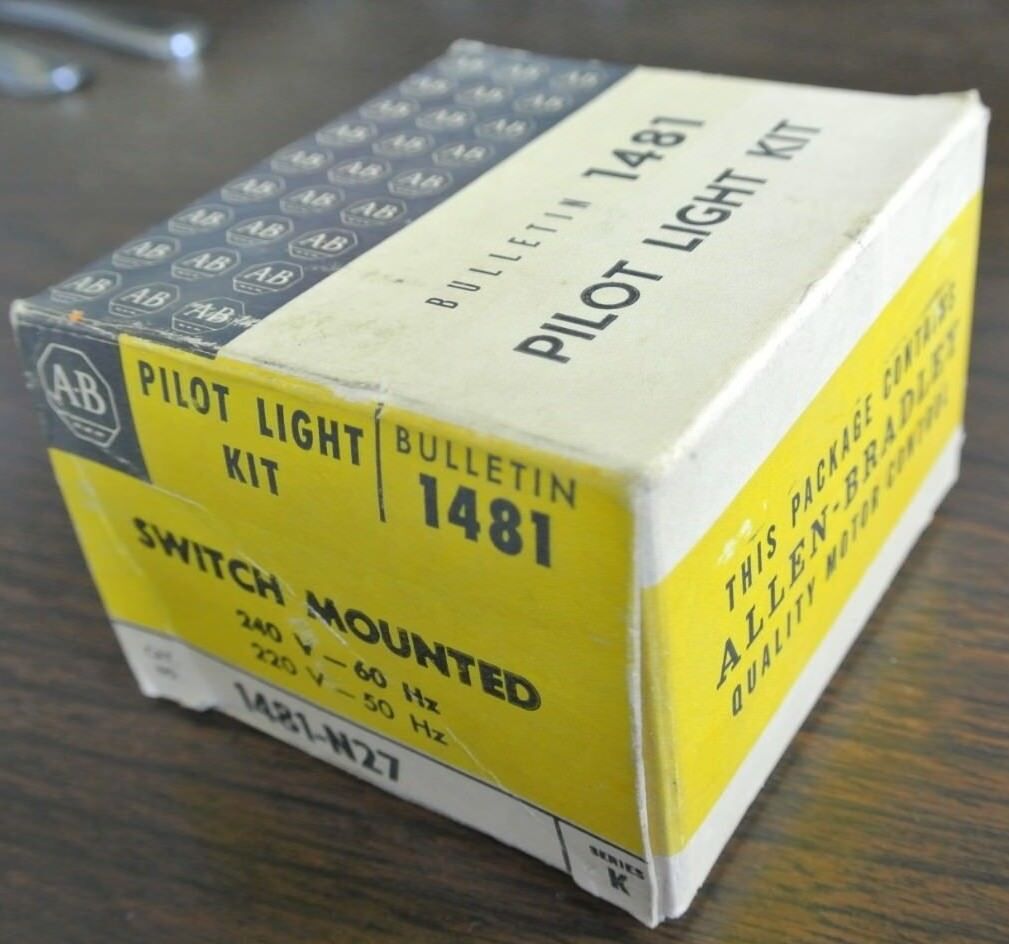 BULLETIN 1481
PILOT LIGHT KIT
A-B
PILOT LIGHT
KIT
BULLETIN
1481
SWITCH MOUNTED
240 V – 60 Hz
220 V – 50 Hz
1481-N27
SERIES
K
THIS PACKAGE CONTAINS
ALLEN-BRADLEY
QUALITY MOTOR CONTROL